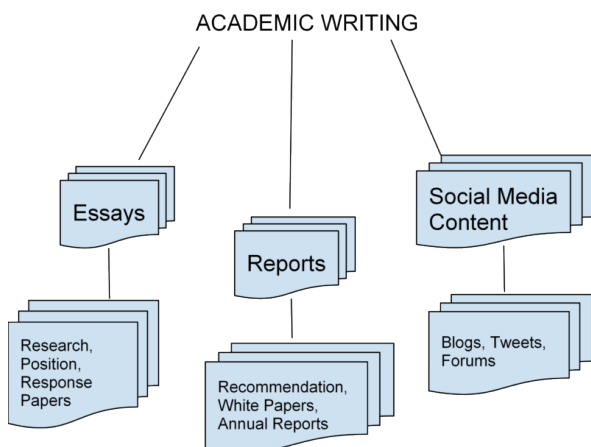 ACADEMIC WRITING
Essays
Reports
Social Media
Content
Research,
Position,
Response
Papers
Recommendation,
White Papers,
Annual Reports
Blogs, Tweets,
Forums